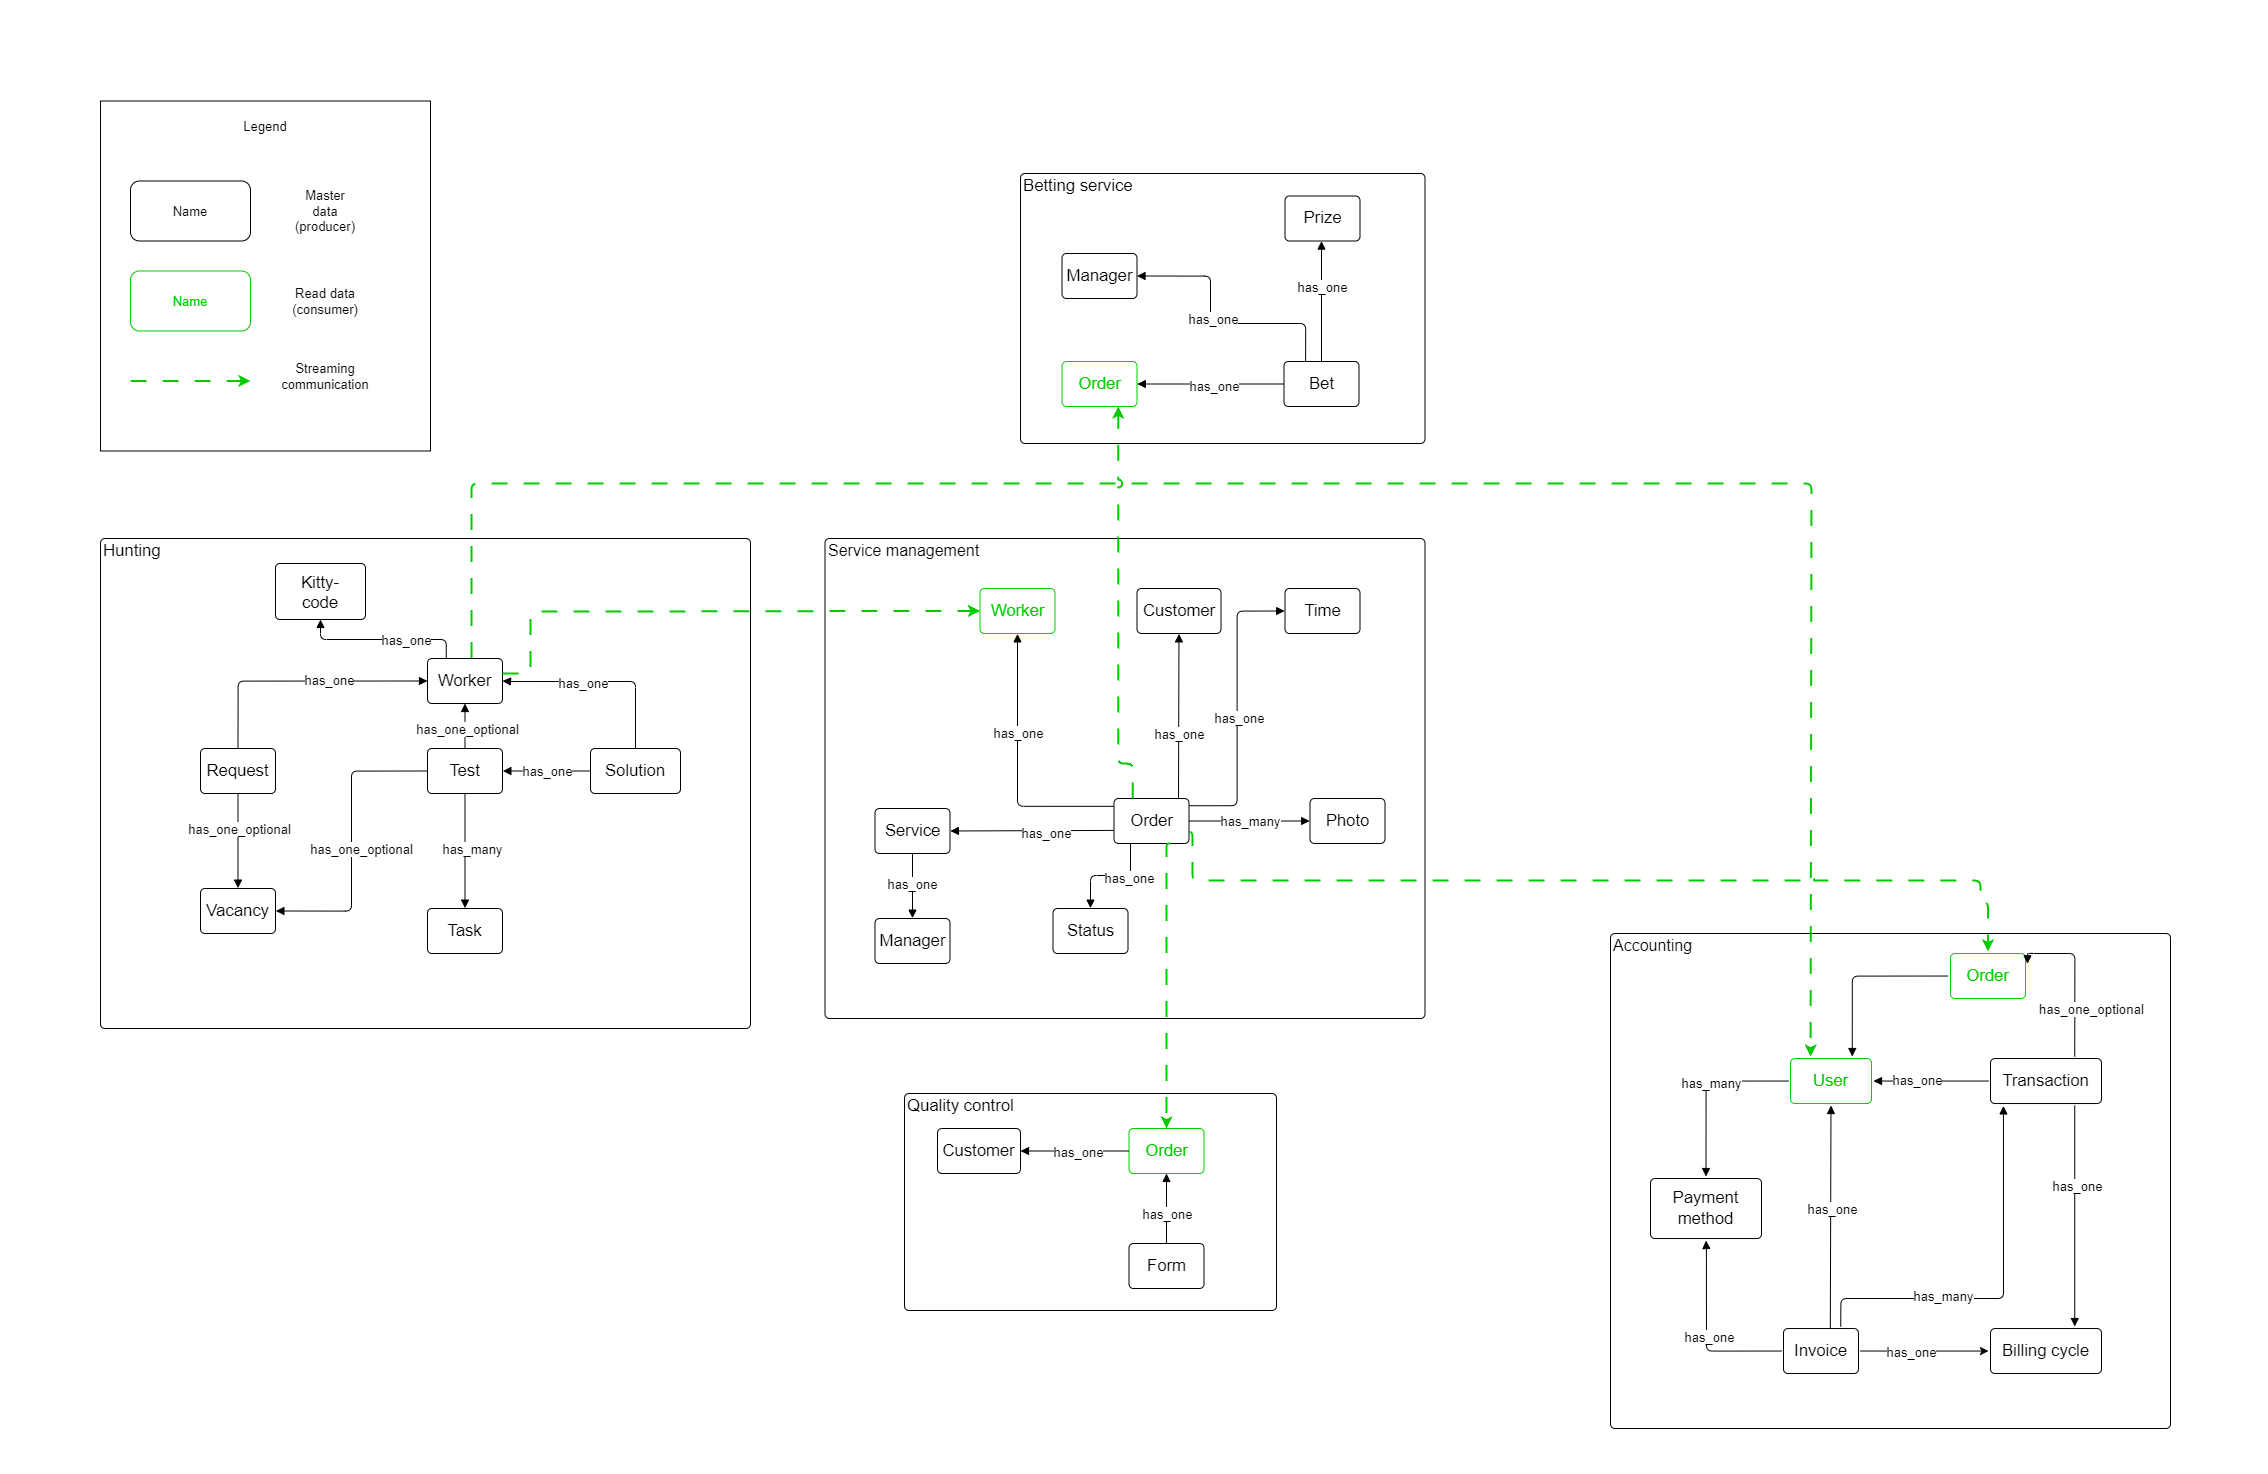 Legend
Name
Master
data
(producer)
Name
Read data
(consumer)
Streaming
communication
Betting service
Prize
Manager
has_one
has_one
Order
has_one
Bet
Hunting
Kitty-
code
has_one
has_one
Worker
has_one
has_one_optional
Request
Test
has_one
Solution
has_one_optional
has_one_optional
has_many
Vacancy
Task
Service management
Worker
Customer
Time
has_one
has_one
has_one
Service
has_one
Order
has_many
Photo
has_one
has_one
Manager
Status
Quality control
Customer
has_one
Order
has_one
Form
Accounting
Order
has_one_optional
has_many
User
has_one
Transaction
Payment
method
has_one
has_one
has_many
has_one
Invoice
has_one
Billing cycle